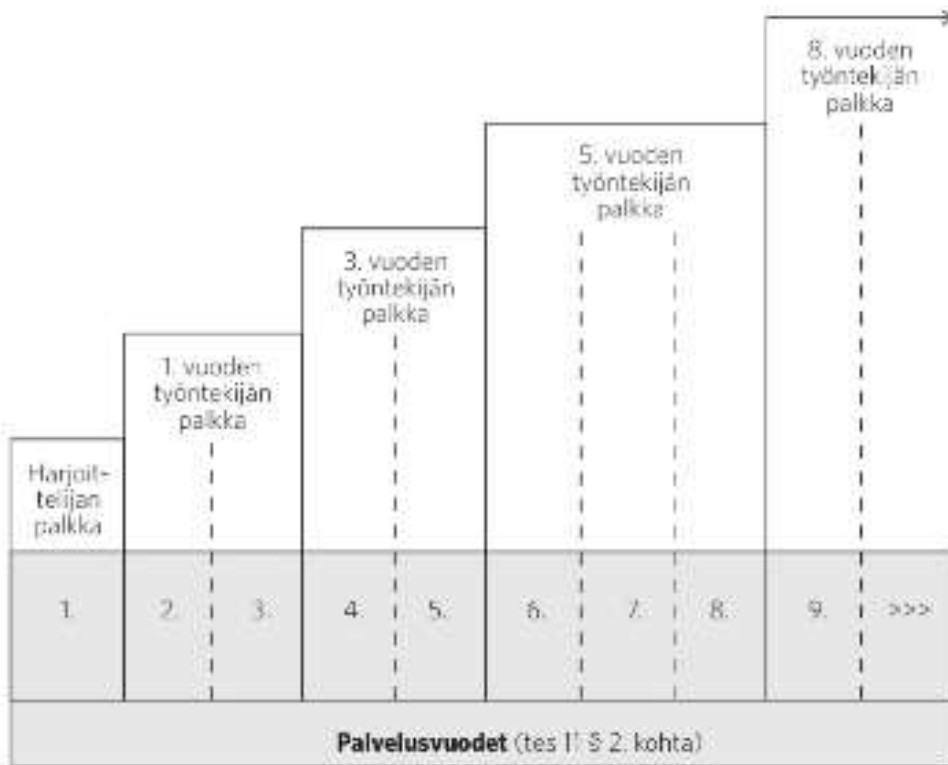 8. vuoden
työntekijän
palkka
5. vuoden
työntekijän
palkka
3. vuoden
työntekijän
palkka
1. vuoden
työntekijän
palkka
Harjoit-
telijan
palkka
1. 2. 3. 4. 5. 6. 7. 8. 9. >>>
Palvelusvuodet (tes § 2. kohta)